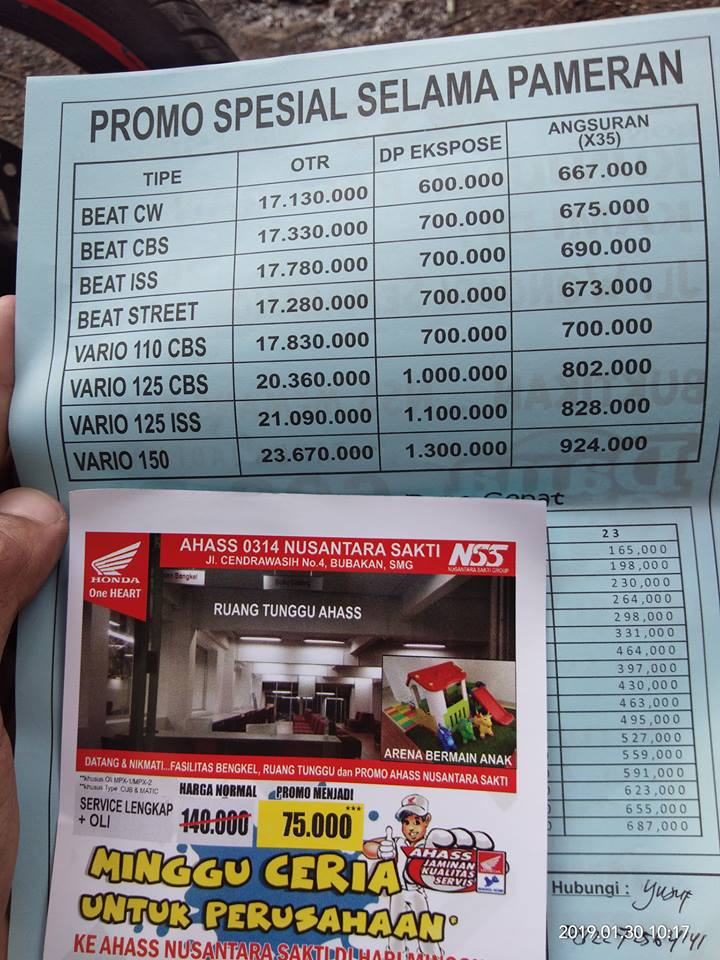 PROMO SPESIAL SELAMA PAMERAN
TIPE OTR DP EKSPOSE ANGSURAN (X35)
BEAT CW 17.130.000 600.000 667.000
BEAT CBS 17.330.000 700.000 675.000
BEAT ISS 17.780.000 700.000 690.000
BEAT STREET 17.280.000 700.000 673.000
VARIO 110 CBS 17.830.000 700.000 700.000
VARIO 125 CBS 20.360.000 1.000.000 802.000
VARIO 125 ISS 21.090.000 1.100.000 828.000
VARIO 150 23.670.000 1.300.000 924.000
23
165,000
198,000
230,000
264,000
298,000
331,000
464,000
397,000
430,000
463,000
495,000
527,000
559,000
591,000
623,000
655,000
687,000
Hubungi : Yusuf
2019.01.30 10:17
HONDA
One HEART
AHASS 0314 NUSANTARA SAKTI
JL. CENDRAWASIH No.4, BUBAKAN, SMG
NSS
NUSANTARA SAKTI GROUP
RUANG TUNGGU AHASS
ARENA BERMAIN ANAK
DATANG & NIKMATI...FASILITAS BENGKEL, RUANG TUNGGU dan PROMO AHASS NUSANTARA SAKTI
**khusus Oli MPX-1/MPX-2
**khusus Type CUB & MATIC
HARGA NORMAL PROMO MENJADI
SERVICE LENGKAP
+ OLI
140.000
75.000 ***
AHASS
JAMINAN
KUALITAS
SERVIS
MINGGU CERIA
UNTUK PERUSAHAAN*
KE AHASS NUSANTARA SAKTI DI HARI